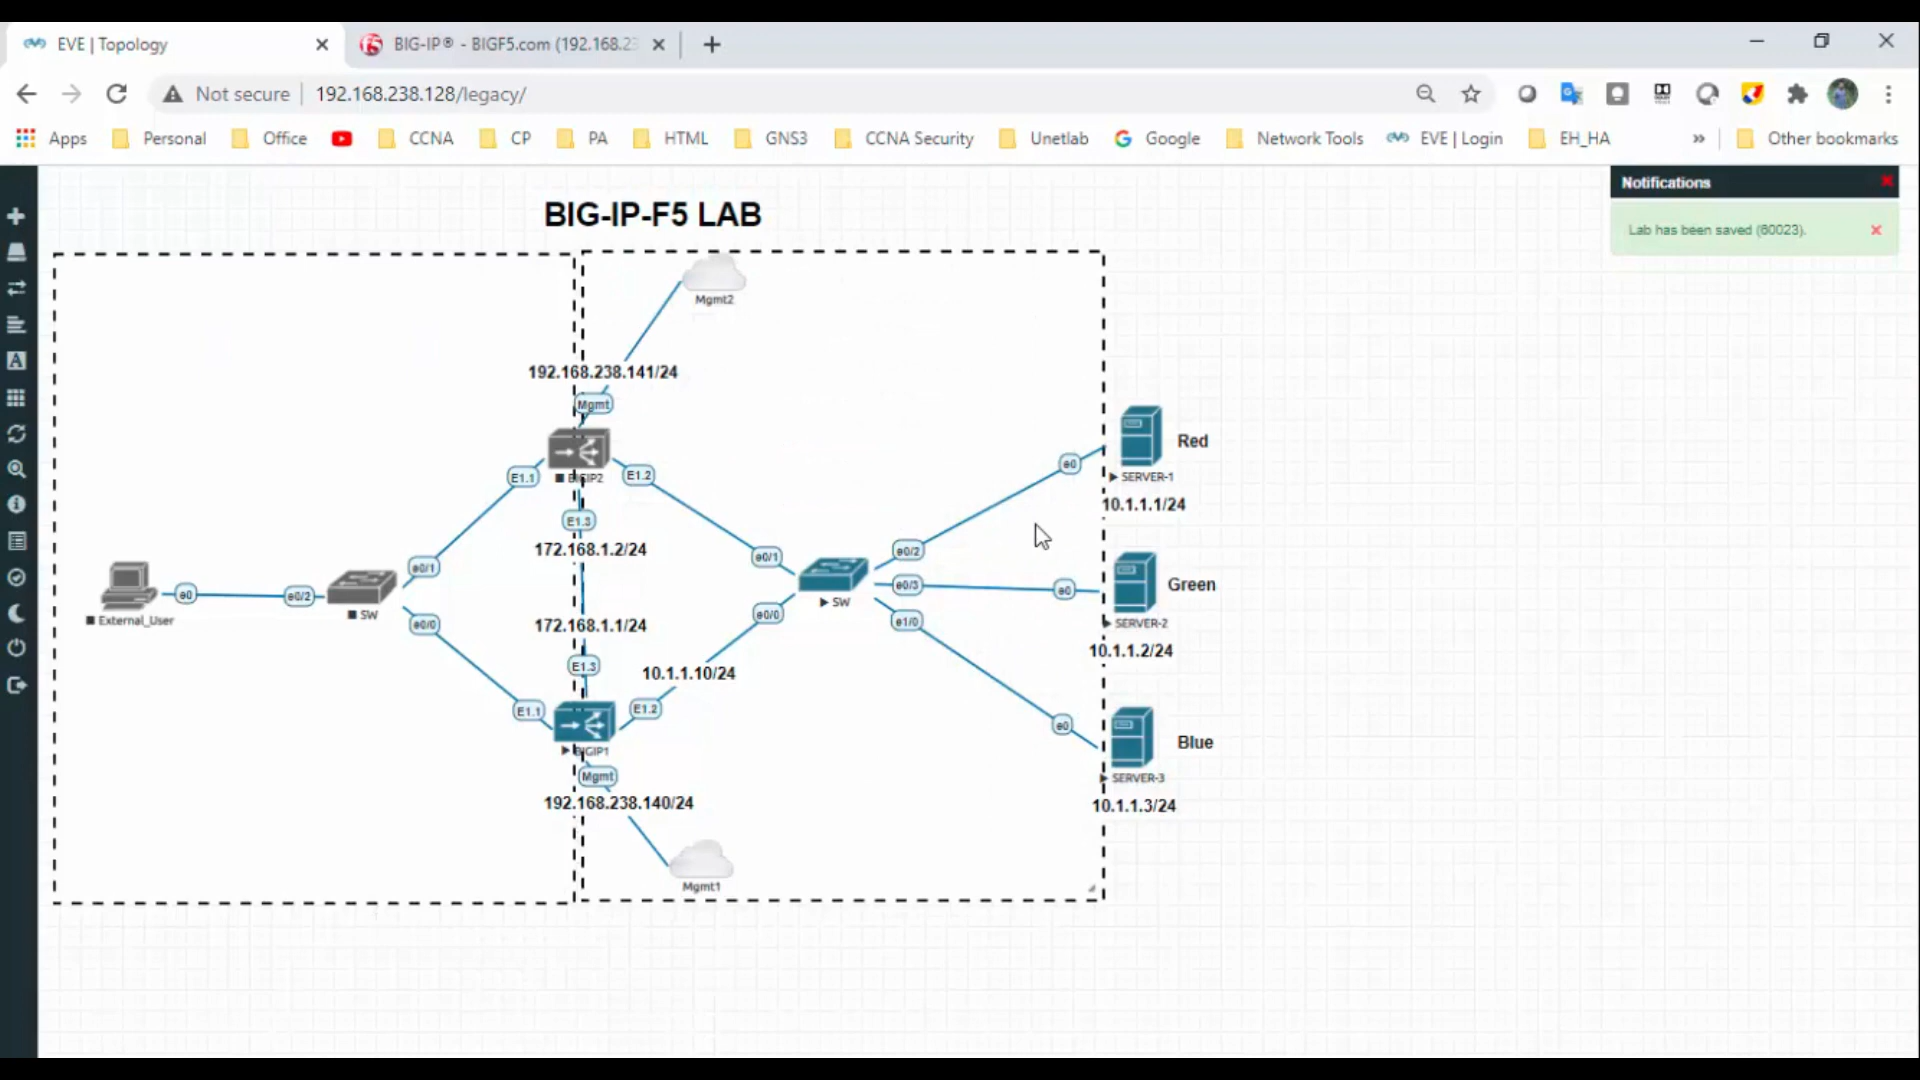 EVE | Topology
BIG-IP® - BIGF5.com (192.168.23
Not secure
192.168.238.128/legacy/
Apps
Personal
Office
CCNA
CP
PA
HTML
GNS3
CCNA Security
Unetlab
Google
Network Tools
EVE | Login
EH_HA
»
Other bookmarks
Notifications
Lab has been saved (60023).
BIG-IP-F5 LAB
Mgmt2
192.168.238.141/24
Mgmt
BIGIP2
E1.1
E1.2
E1.3
172.168.1.2/24
e0/1
e0/1
e0/2
e0
Red
SERVER-1
10.1.1.1/24
External_User
e0
e0/2
SW
e0/0
SW
e0/0
e0/3
e0
Green
SERVER-2
10.1.1.2/24
e1/0
172.168.1.1/24
E1.3
10.1.1.10/24
E1.1
E1.2
BIGIP1
e0
Blue
SERVER-3
10.1.1.3/24
Mgmt
192.168.238.140/24
Mgmt1